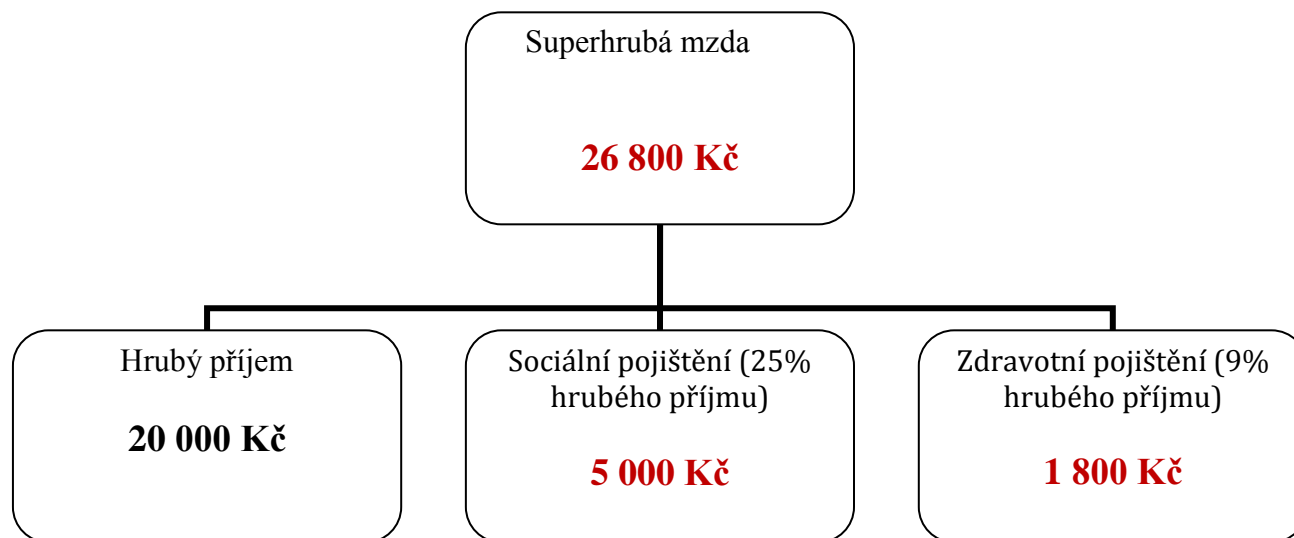 Superhrubá mzda
26 800 Kč
Hrubý příjem
20 000 Kč
Sociální pojištění (25%
hrubého příjmu)
5 000 Kč
Zdravotní pojištění (9%
hrubého příjmu)
1 800 Kč